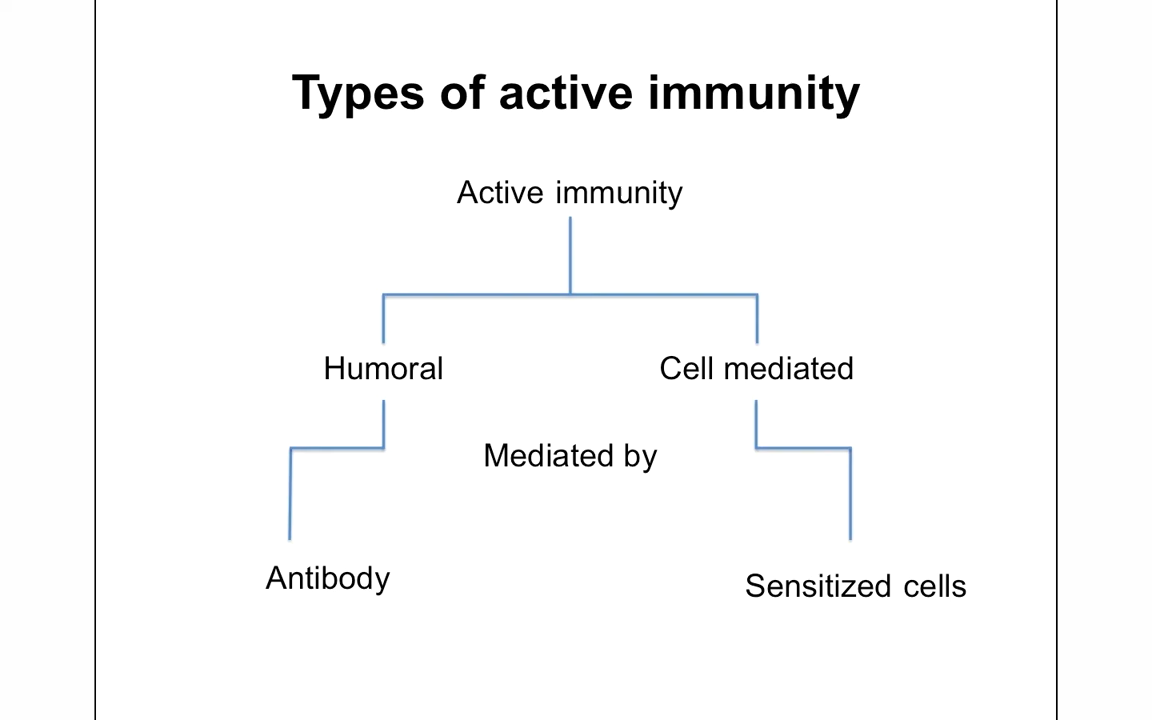 Types of active immunity
Active immunity
Humoral
Cell mediated
Mediated by
Antibody
Sensitized cells